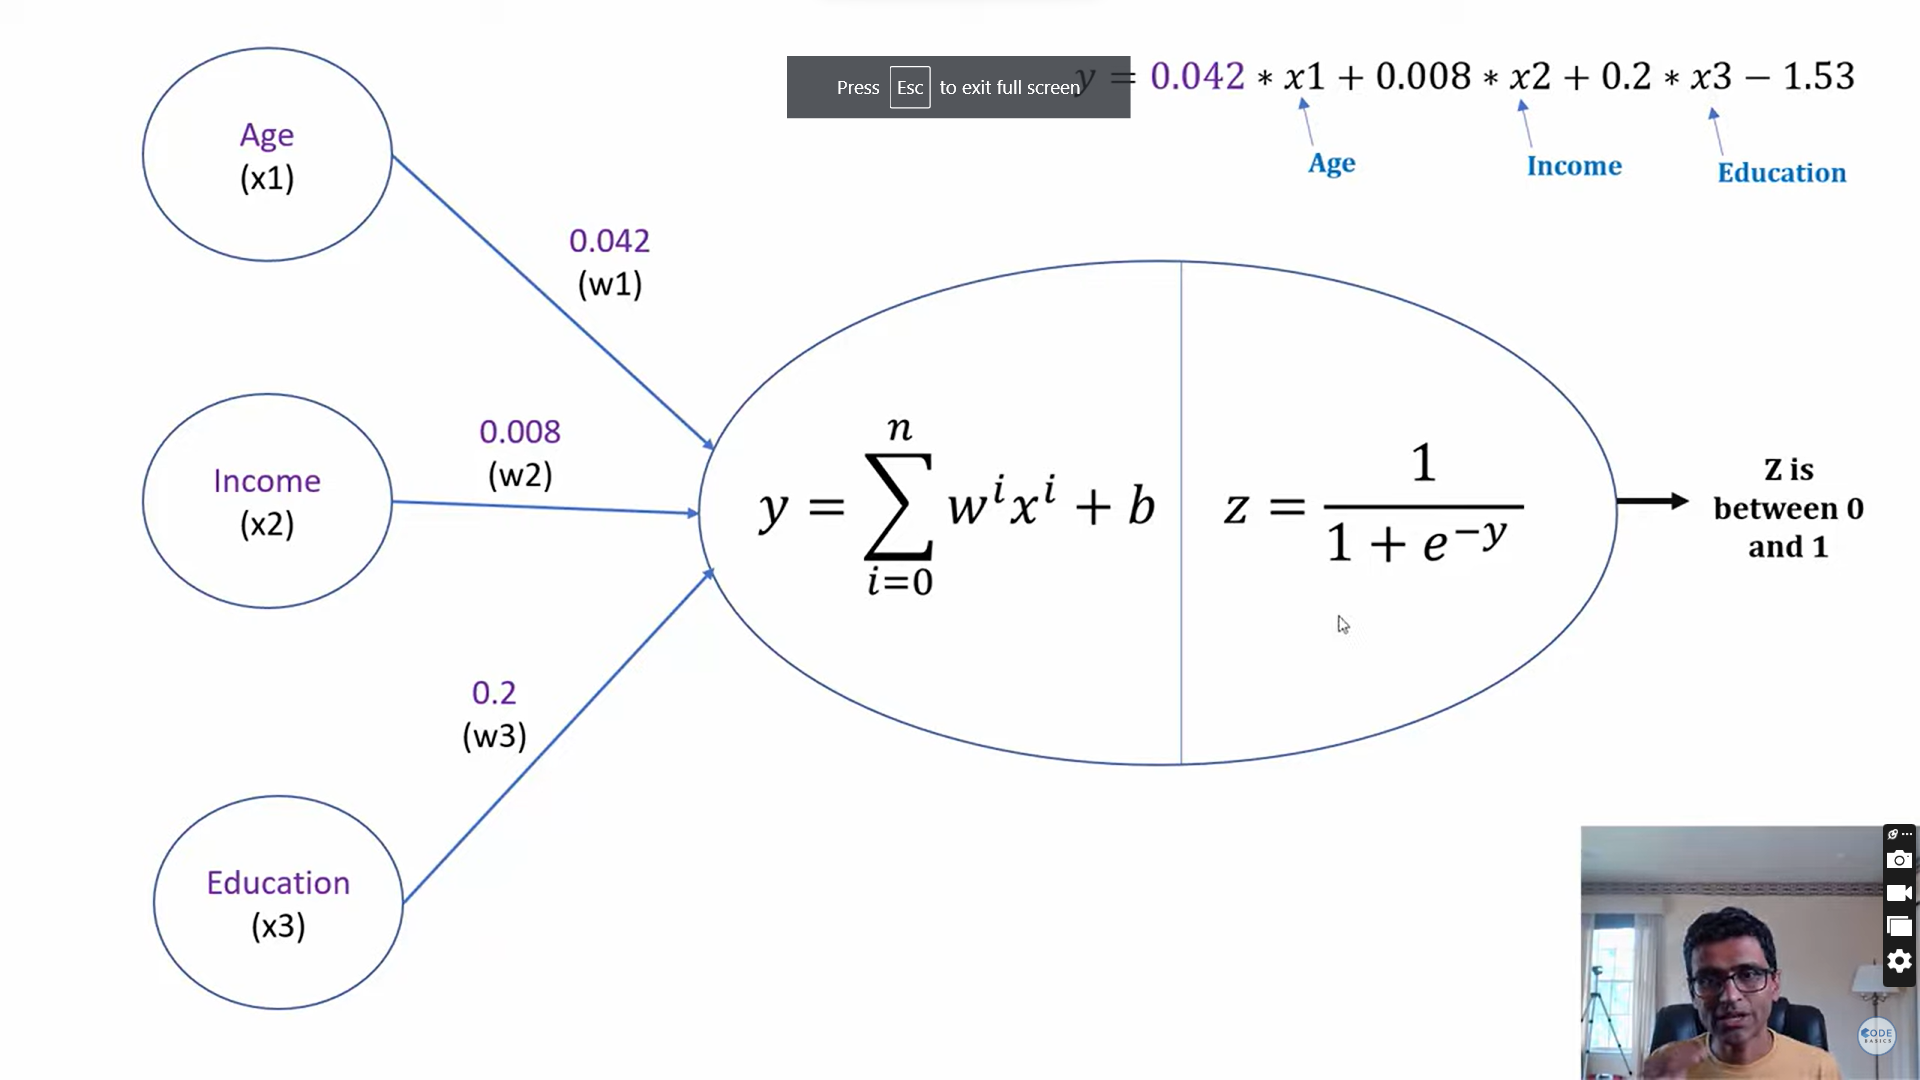 Press Esc to exit full screen
y = 0.042 ∗ x1 + 0.008 ∗ x2 + 0.2 ∗ x3 − 1.53
Age
Income
Education
Age
(x1)
0.042
(w1)
Income
(x2)
0.008
(w2)
0.2
(w3)
Education
(x3)
y = ∑_{i=0}^{n} w^i x^i + b
z = 1 / (1 + e^{−y})
Z is
between 0
and 1
CODE
BASICS